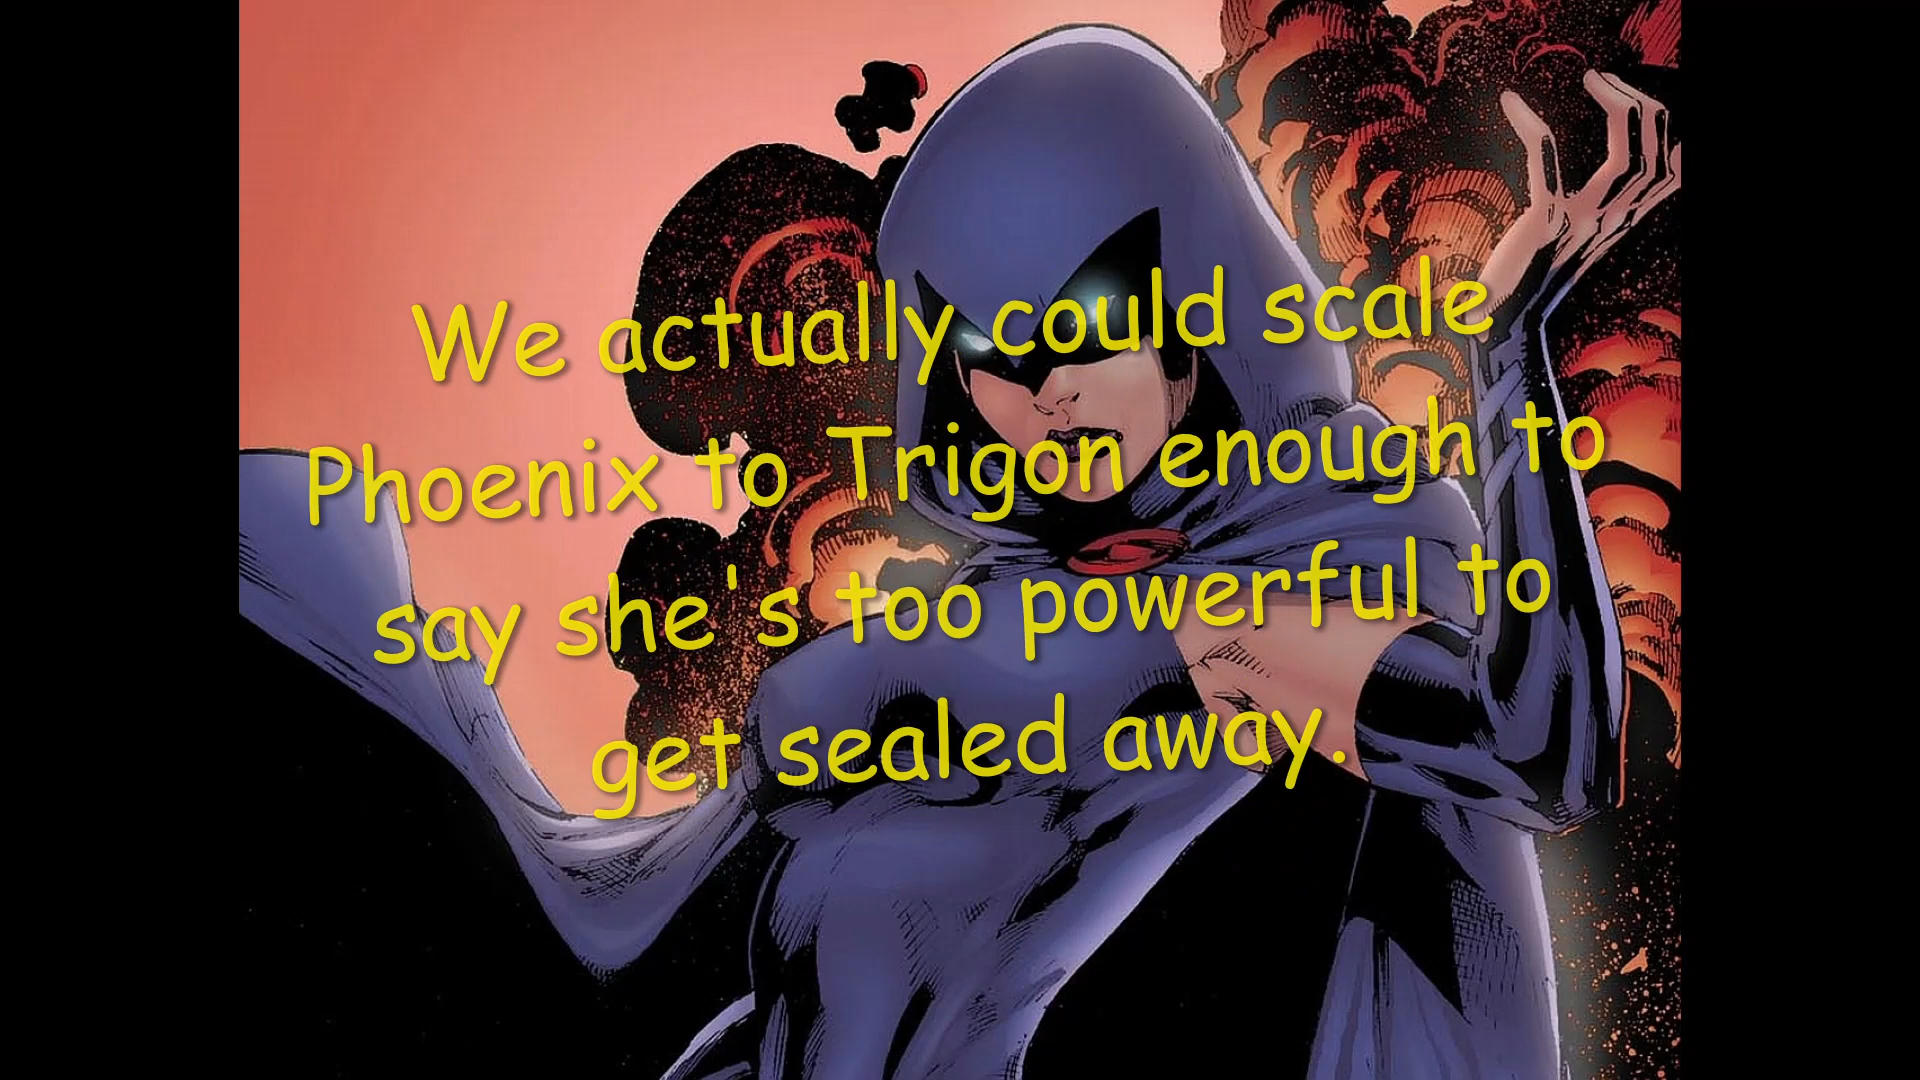 We actually could scale
Phoenix to Trigon enough to
say she's too powerful to
get sealed away.